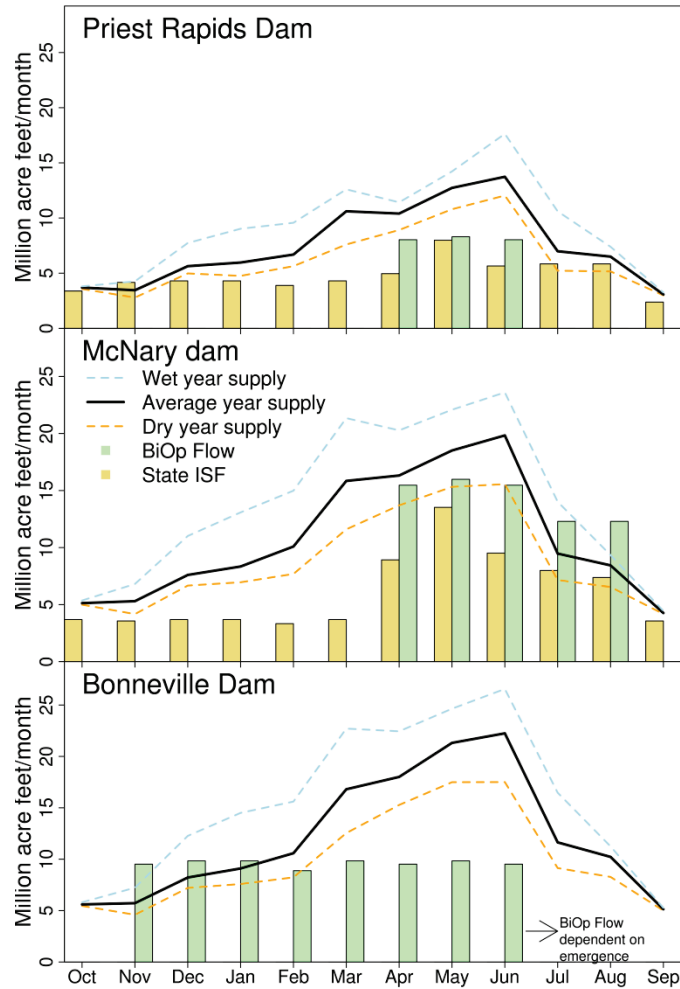 Priest Rapids Dam
Million acre feet/month
25
20
15
10
5
0
McNary dam
Wet year supply
Average year supply
Dry year supply
BiOp Flow
State ISF
Million acre feet/month
25
20
15
10
5
0
Bonneville Dam
Million acre feet/month
25
20
15
10
5
0
BiOp Flow
dependent on
emergence
Oct Nov Dec Jan Feb Mar Apr May Jun Jul Aug Sep